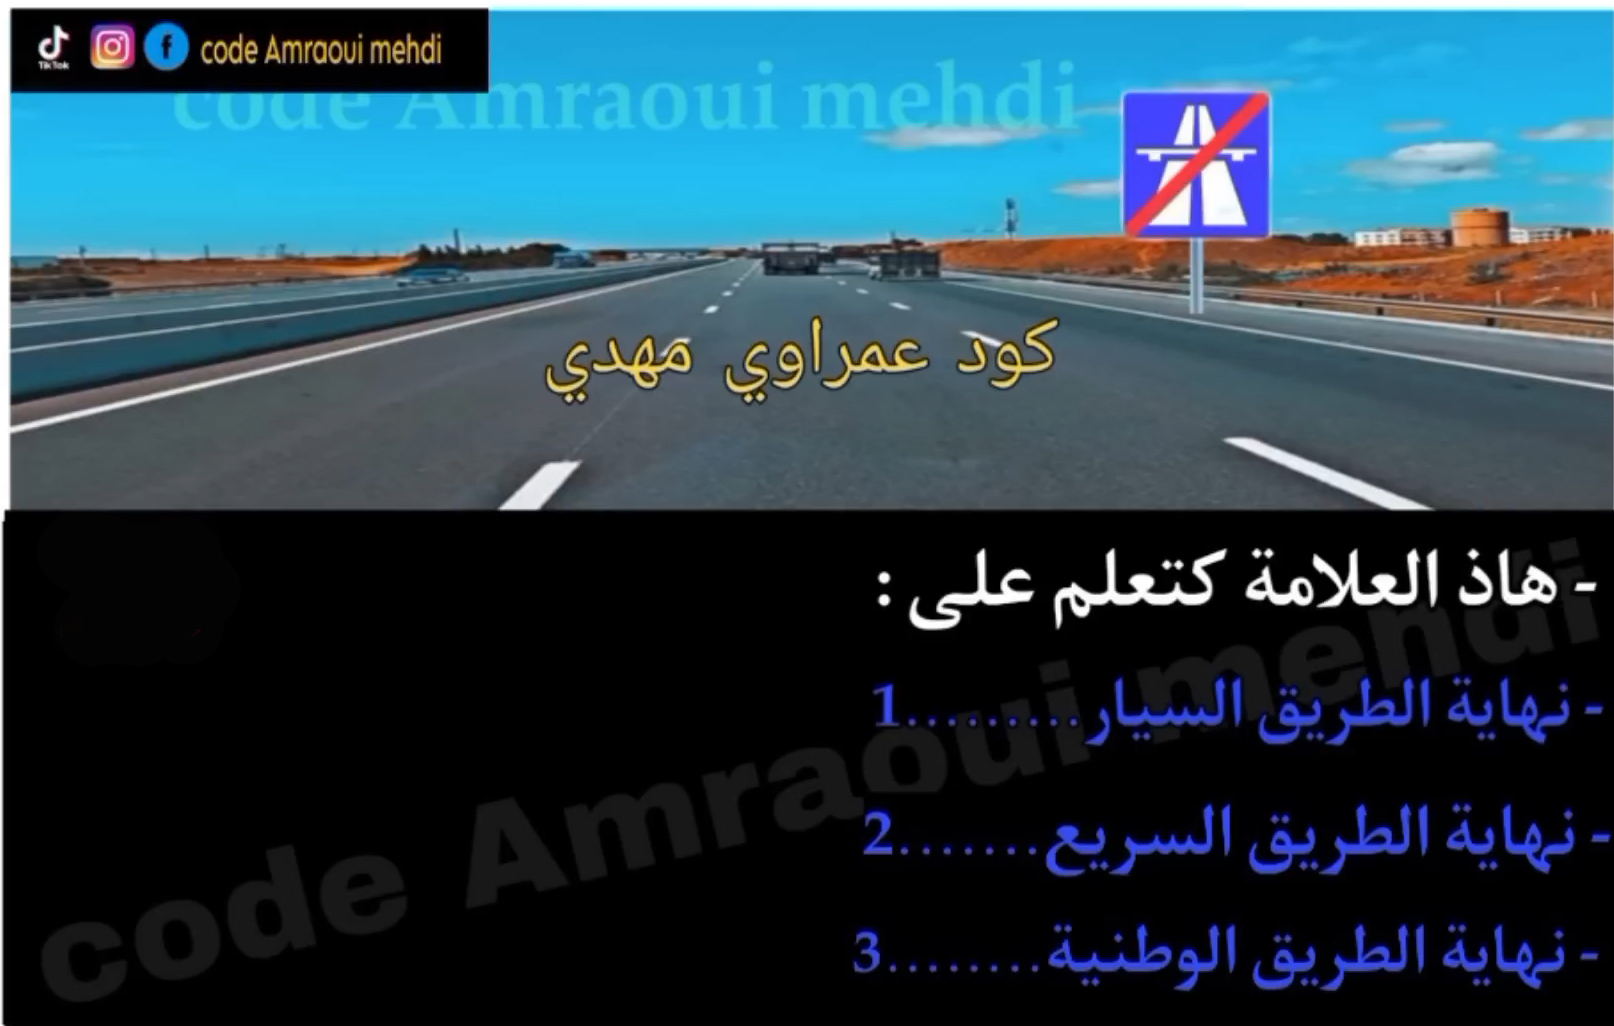 TikTok
code Amraoui mehdi
code Amraoui mehdi
كود عمراوي مهدي
- هاذ العلامة كتعلم على :
- نهاية الطريق السيار.........1
- نهاية الطريق السريع.......2
- نهاية الطريق الوطنية........3
code Amraoui mehdi